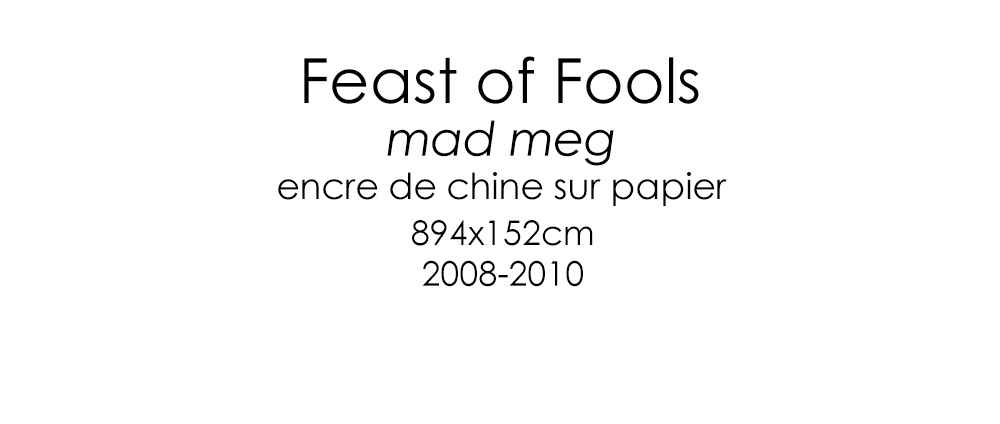 Feast of Fools
mad meg
encre de chine sur papier
894x152cm
2008-2010